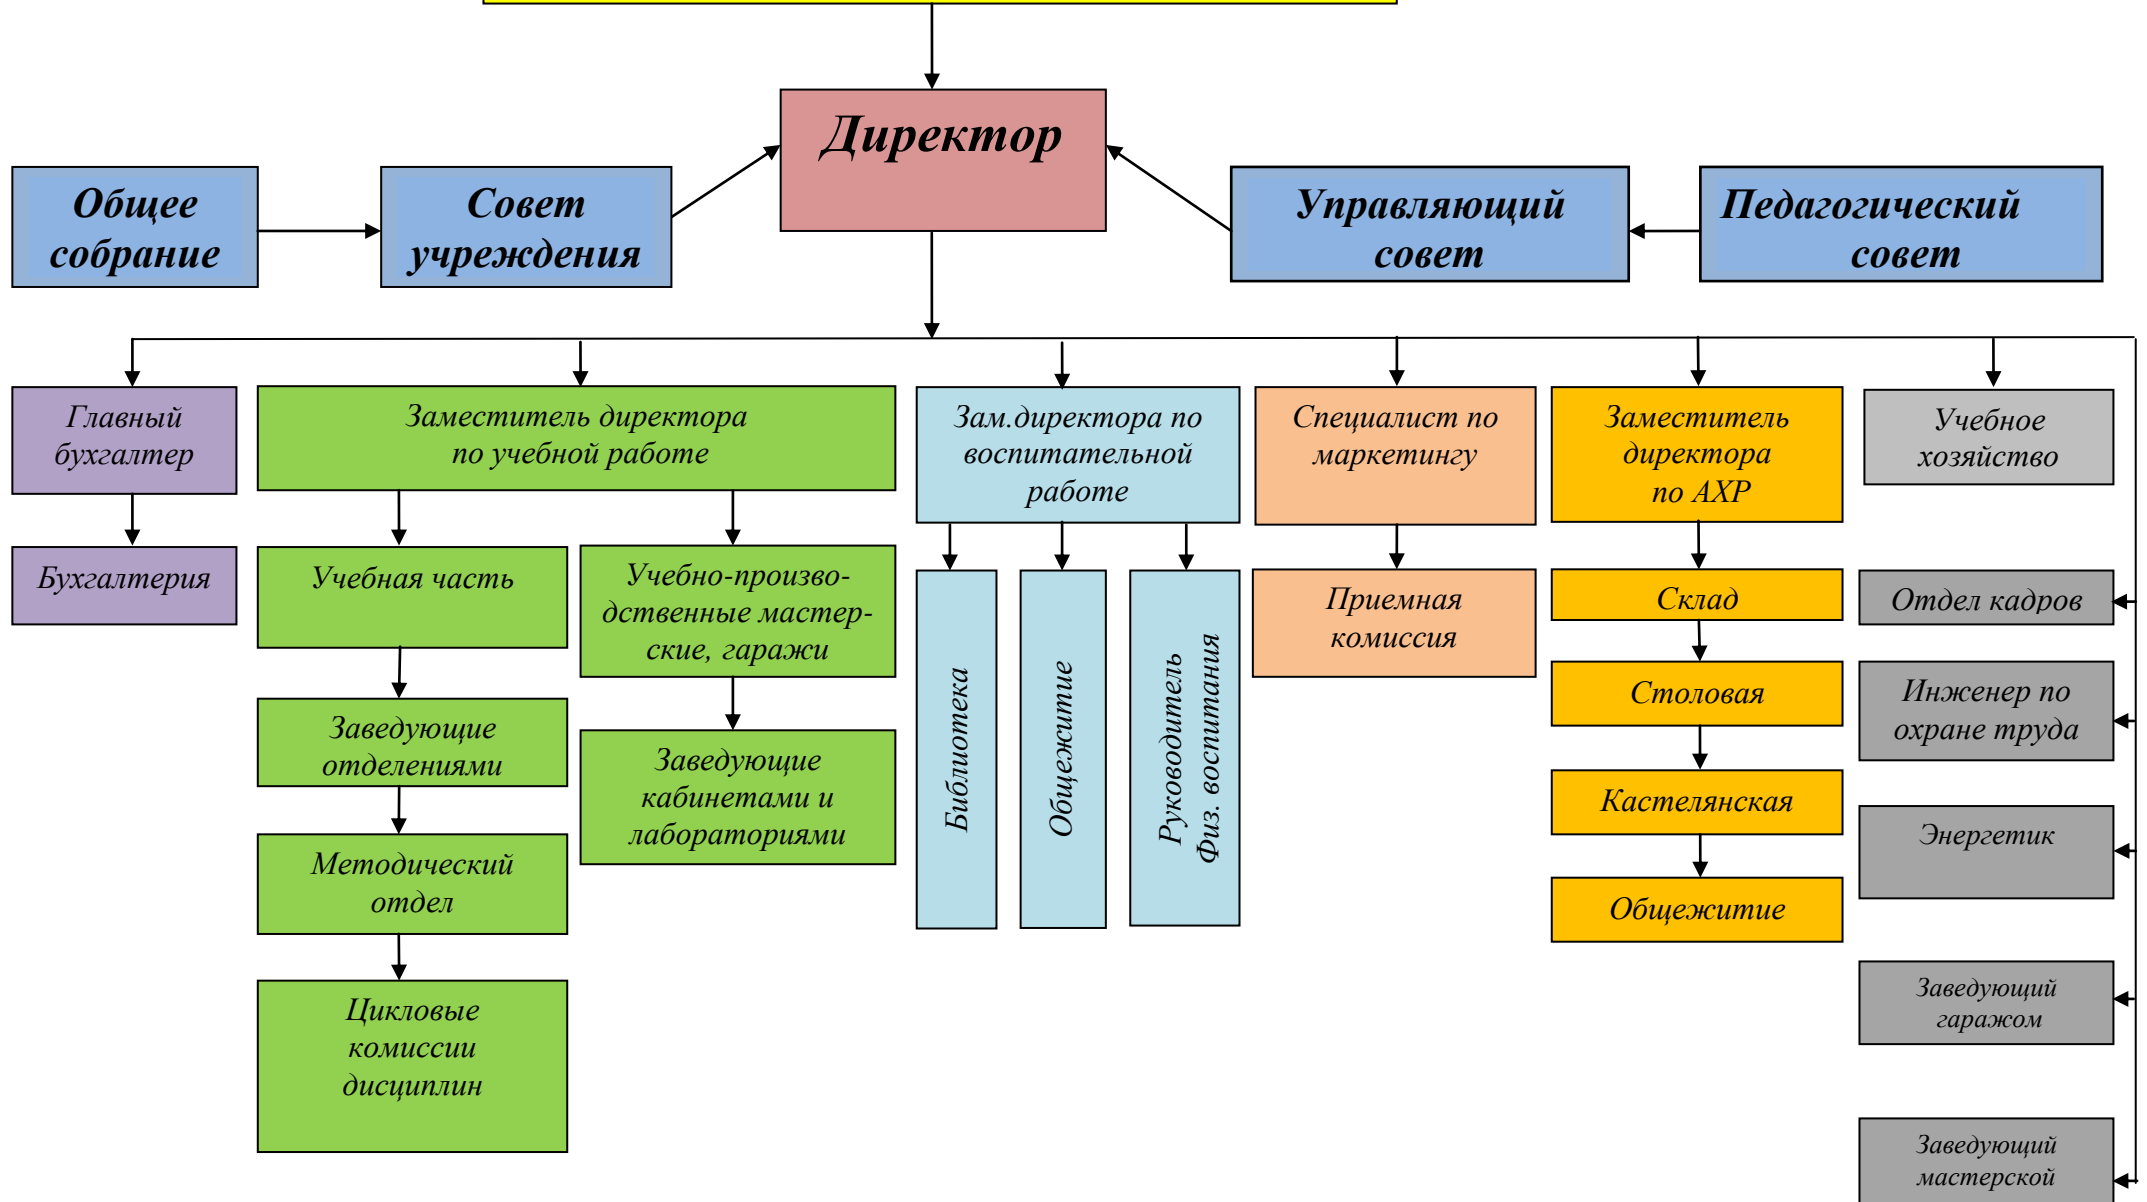 Директор
Общее
собрание
Совет
учреждения
Управляющий
совет
Педагогический
совет
Главный
бухгалтер
Бухгалтерия
Заместитель директора
по учебной работе
Учебная часть
Заведующие
отделениями
Методический
отдел
Цикловые
комиссии
дисциплин
Учебно-произво-
дственные мастер-
ские, гаражи
Заведующие
кабинетами и
лабораториями
Зам.директора по
воспитательной
работе
Библиотека
Общежитие
Руководитель
Физ. воспитания
Специалист по
маркетингу
Приемная
комиссия
Заместитель
директора
по АХР
Склад
Столовая
Кастелянская
Общежитие
Учебное
хозяйство
Отдел кадров
Инженер по
охране труда
Энергетик
Заведующий
гаражом
Заведующий
мастерской